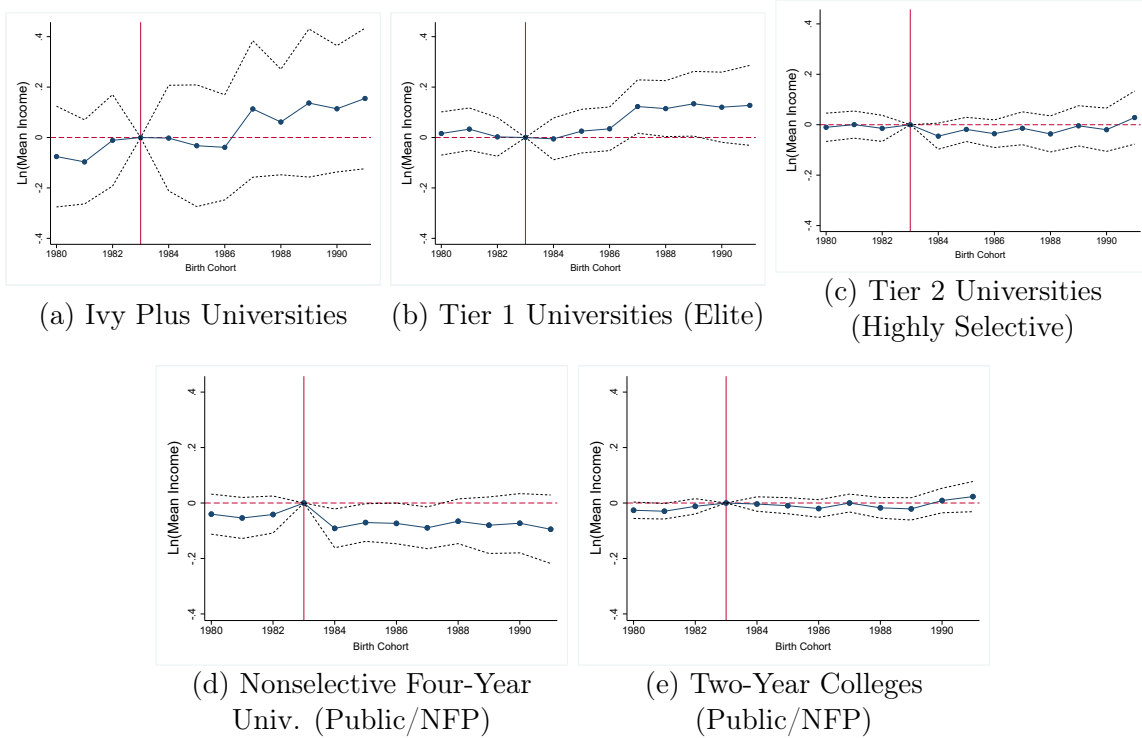 Ln(Mean Income)
.4
.2
0
-.2
-.4
1980 1982 1984 1986 1988 1990
Birth Cohort
(a) Ivy Plus Universities
Ln(Mean Income)
.4
.2
0
-.2
-.4
1980 1982 1984 1986 1988 1990
Birth Cohort
(b) Tier 1 Universities (Elite)
Ln(Mean Income)
.4
.2
0
-.2
-.4
1980 1982 1984 1986 1988 1990
Birth Cohort
(c) Tier 2 Universities
(Highly Selective)
Ln(Mean Income)
.4
.2
0
-.2
-.4
1980 1982 1984 1986 1988 1990
Birth Cohort
(d) Nonselective Four-Year
Univ. (Public/NFP)
Ln(Mean Income)
.4
.2
0
-.2
-.4
1980 1982 1984 1986 1988 1990
Birth Cohort
(e) Two-Year Colleges
(Public/NFP)